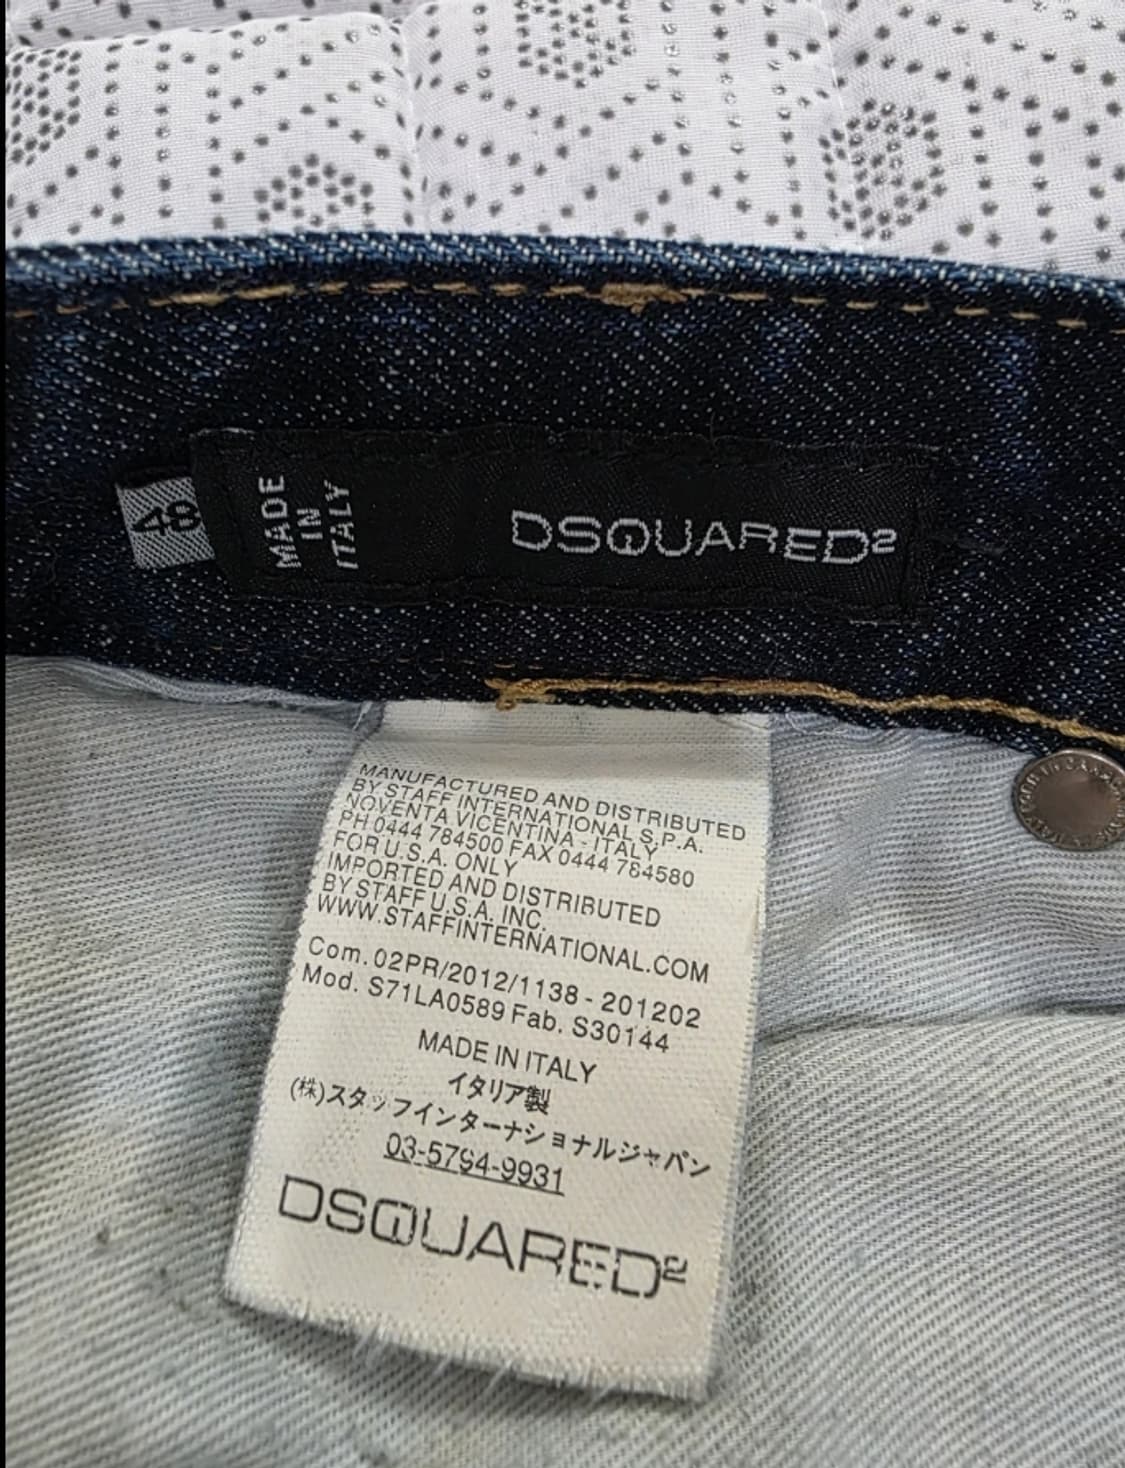 48
MADE
IN
ITALY
DSQUARED2
MANUFACTURED AND DISTRIBUTED
BY STAFF INTERNATIONAL S.P.A.
NOVENTA VICENTINA - ITALY
PH 0444 784500 FAX 0444 784580
FOR U.S.A. ONLY
IMPORTED AND DISTRIBUTED
BY STAFF U.S.A. INC.
WWW.STAFFINTERNATIONAL.COM
Com. 02PR/2012/1138 - 201202
Mod. S71LA0589 Fab. S30144
MADE IN ITALY
イタリア製
(株)スタッフインターナショナルジャパン
03-5794-9931
DSQUARED2